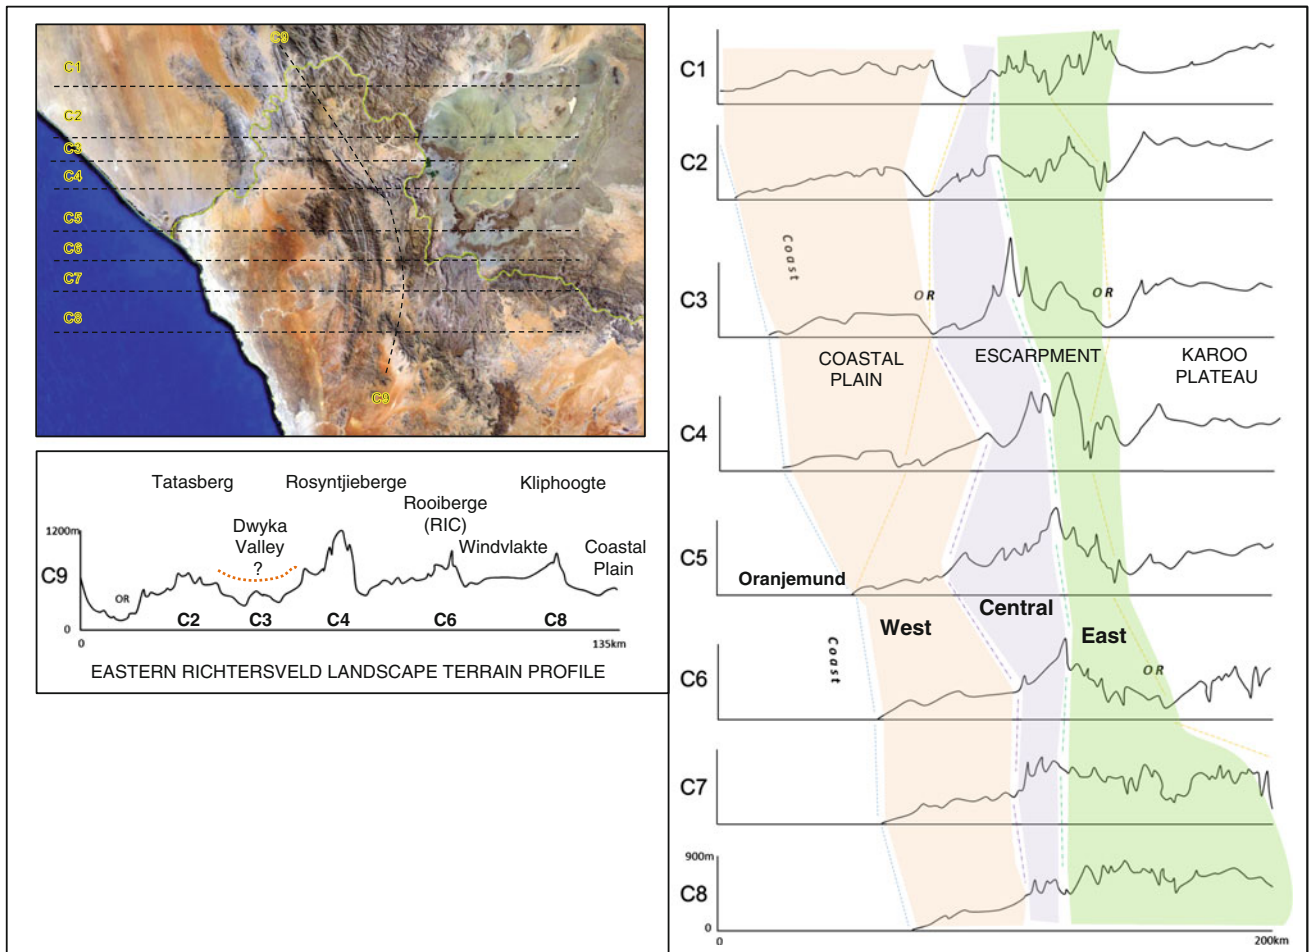 C9
C1
C2
C3
C4
C5
C6
C7
C8
C9
Tatasberg
Rosyntjieberge
Kliphoogte
Rooiberge
(RIC)
Dwyka
Valley
?
Windvlakte
Coastal
Plain
1200m
C9
OR
0
C2
C3
C4
C6
C8
0
135km
EASTERN RICHTERSVELD LANDSCAPE TERRAIN PROFILE
C1
C2
Coast
C3
OR
OR
COASTAL
PLAIN
ESCARPMENT
KAROO
PLATEAU
C4
C5
Oranjemund
West
Central
East
Coast
C6
OR
C7
900m
C8
0
0
200km